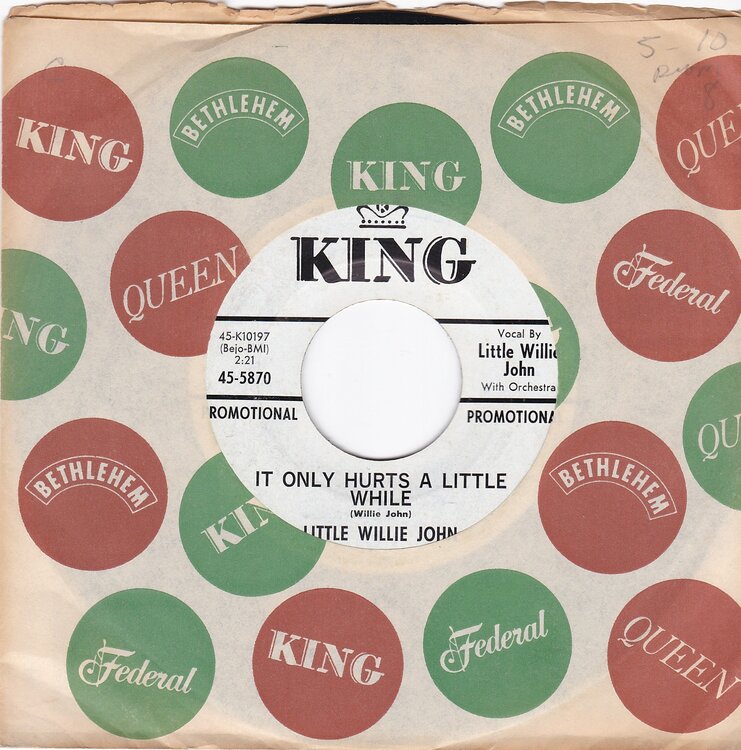 5-10
KING
BETHLEHEM
KING
BETHLEHEM
QUE
QUEEN
Federal
NG
KING
45-K10197
(Bejo-BMI)
2:21
45-5870
Vocal By
Little Willie
John
With Orchestra
ROMOTIONAL
PROMOTIONA
IT ONLY HURTS A LITTLE
WHILE
(Willie John)
LITTLE WILLIE JOHN
QU
BETHLEHEM
KIN
BETHLEHEM
Federal
KING
Federal
QUEEN